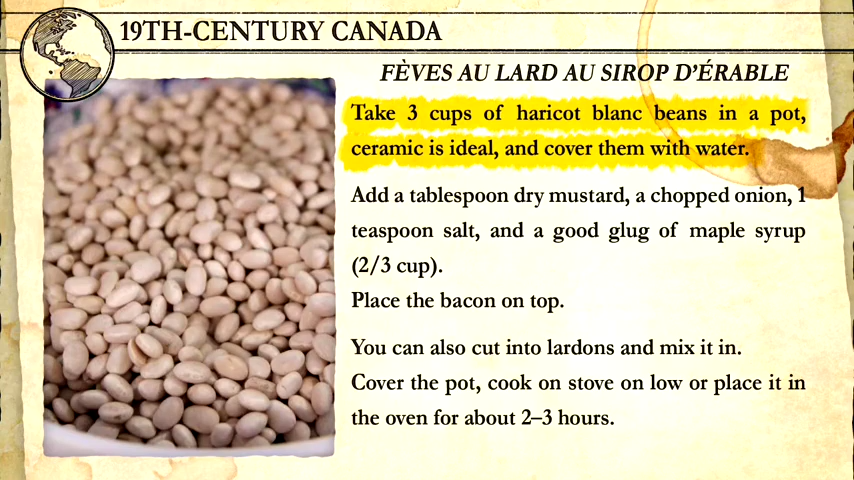 19TH-CENTURY CANADA
FÈVES AU LARD AU SIROP D'ÉRABLE
Take 3 cups of haricot blanc beans in a pot,
ceramic is ideal, and cover them with water.
Add a tablespoon dry mustard, a chopped onion, 1
teaspoon salt, and a good glug of maple syrup
(2/3 cup).
Place the bacon on top.
You can also cut into lardons and mix it in.
Cover the pot, cook on stove on low or place it in
the oven for about 2–3 hours.